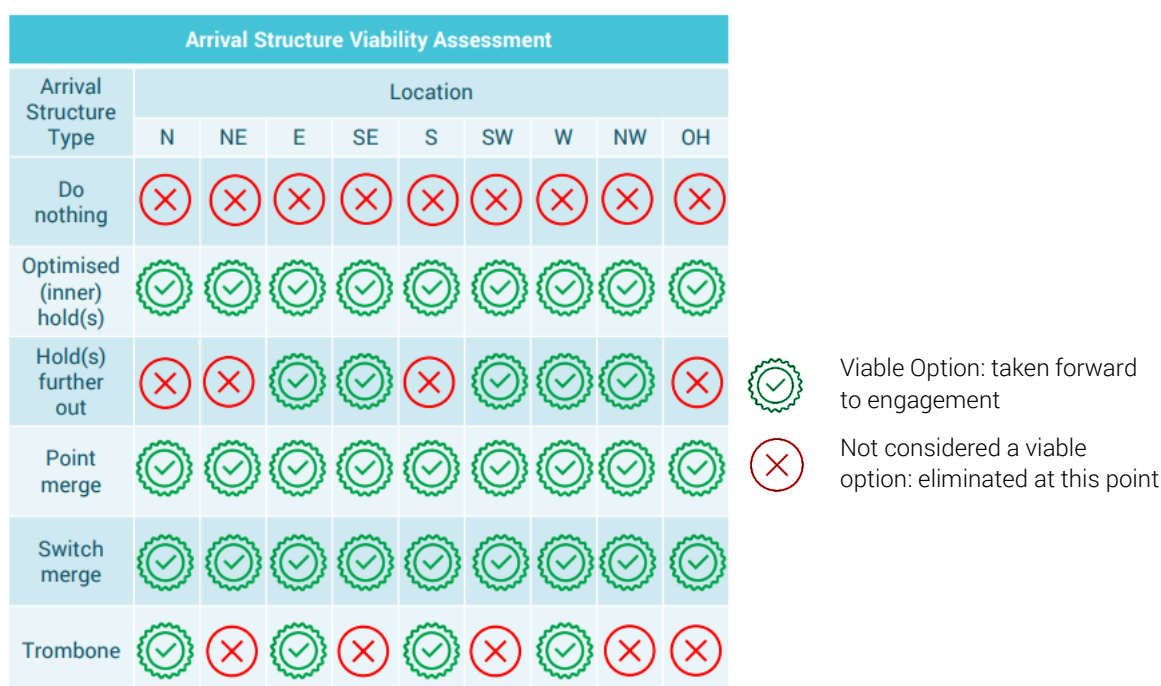 Arrival Structure Viability Assessment
Arrival
Structure
Type
Location
N NE E SE S SW W NW OH
Do
nothing
Optimised
(inner)
hold(s)
Hold(s)
further
out
Point
merge
Switch
merge
Trombone
Viable Option: taken forward
to engagement
Not considered a viable
option: eliminated at this point